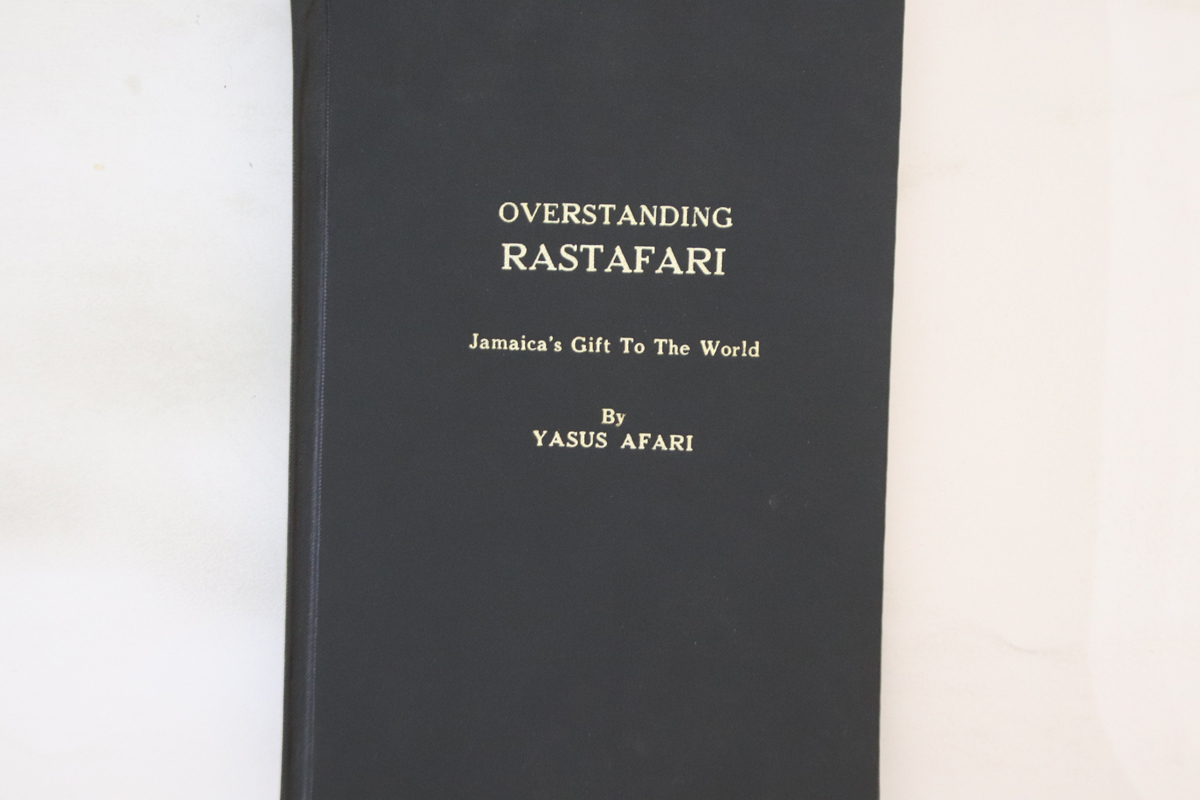 OVERSTANDING
RASTAFARI
Jamaica's Gift To The World
By
YASUS AFARI